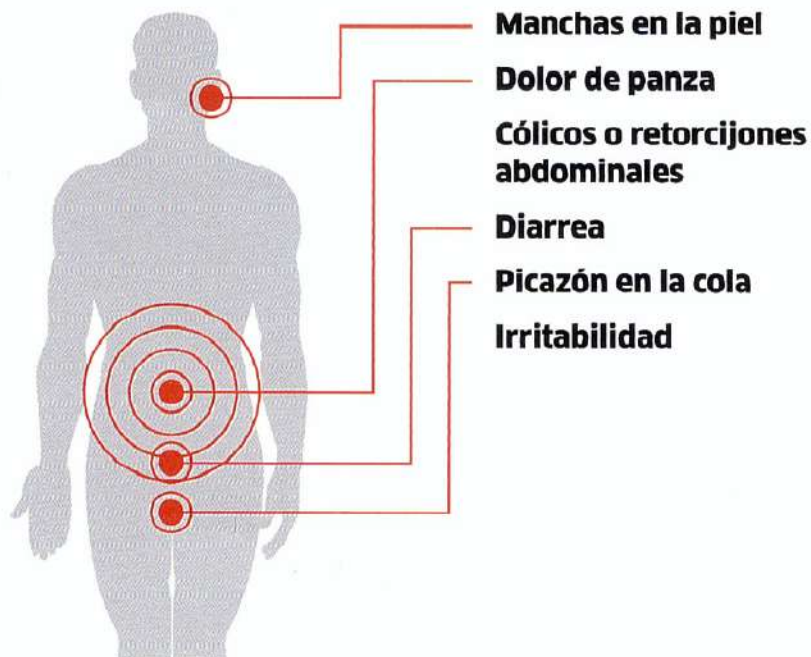 Manchas en la piel
Dolor de panza
Cólicos o retorcijones
abdominales
Diarrea
Picazón en la cola
Irritabilidad